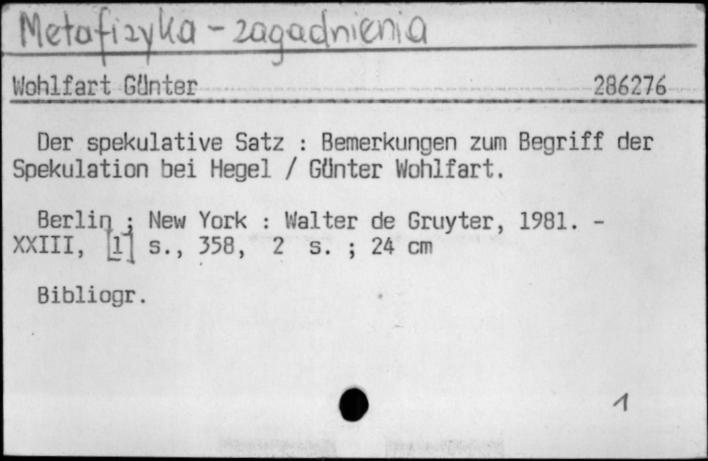 Metafizyka - zagadnienia
Wohlfart Günter 286276
Der spekulative Satz : Bemerkungen zum Begriff der
Spekulation bei Hegel / Günter Wohlfart.
Berlin ; New York : Walter de Gruyter, 1981. -
XXIII, [1] s., 358, 2 s. ; 24 cm
Bibliogr.
1